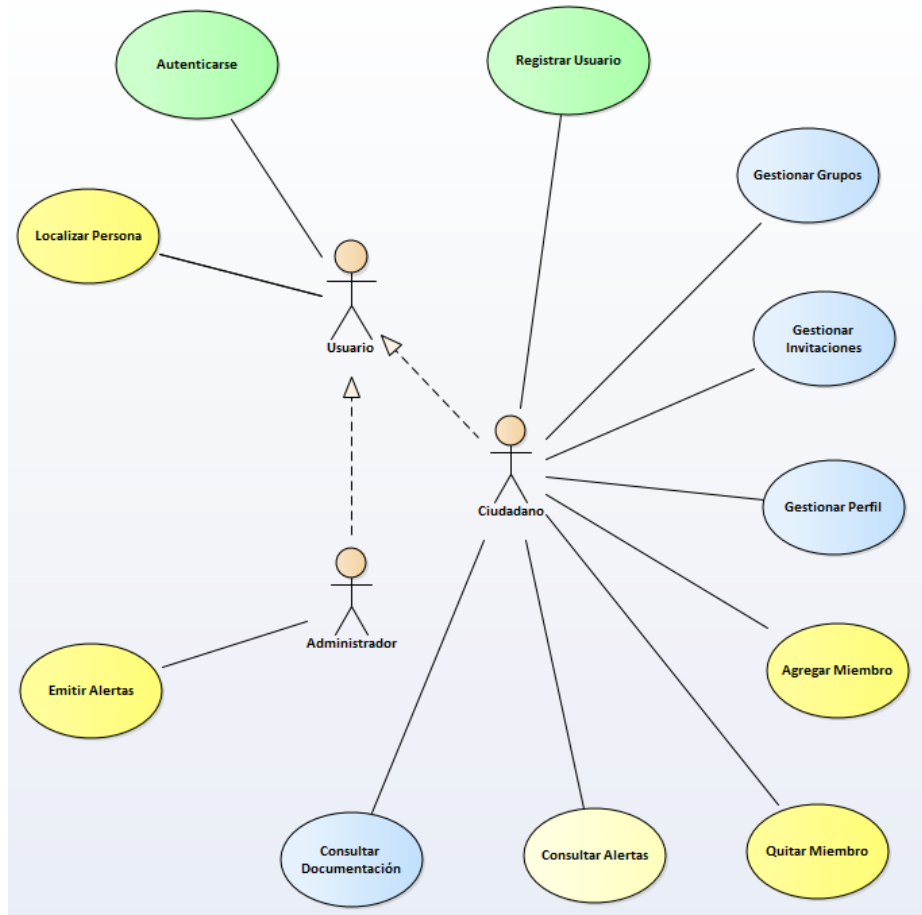 Autenticarse
Registrar Usuario
Gestionar Grupos
Localizar Persona
Gestionar
Invitaciones
Usuario
Gestionar Perfil
Ciudadano
Administrador
Agregar Miembro
Emitir Alertas
Consultar
Documentación
Consultar Alertas
Quitar Miembro